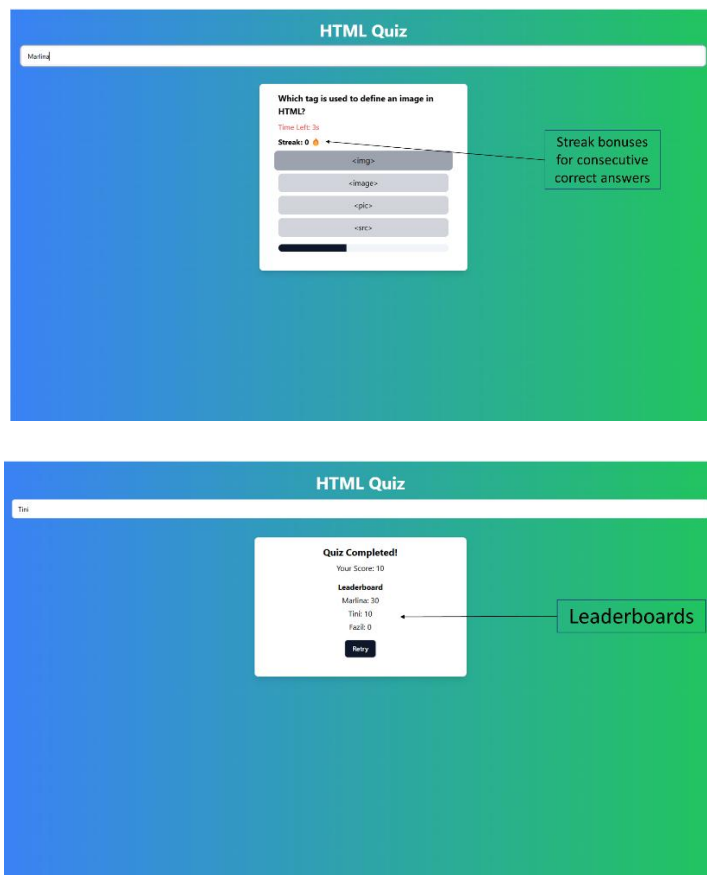 HTML Quiz
Marlina
Which tag is used to define an image in
HTML?
Time Left: 3s
Streak: 0 🔥
Streak bonuses
for consecutive
correct answers
<img>
<image>
<pic>
<src>
HTML Quiz
Tini
Quiz Completed!
Your Score: 10
Leaderboard
Marlina: 30
Tini: 10
Fazil: 0
Leaderboards
Retry